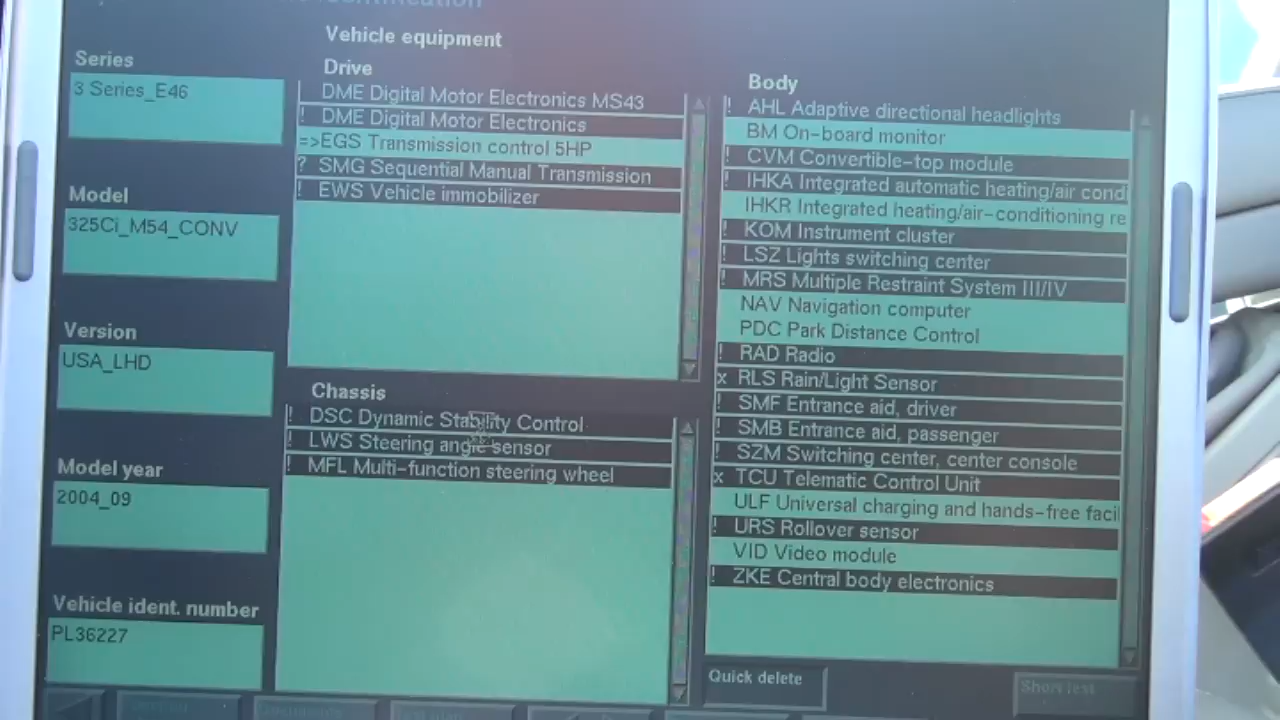 Vehicle equipment
Series
3 Series_E46
Model
325Ci_M54_CONV
Version
USA_LHD
Model year
2004_09
Vehicle ident. number
PL36227
Drive
DME Digital Motor Electronics MS43
! DME Digital Motor Electronics
=>EGS Transmission control 5HP
? SMG Sequential Manual Transmission
! EWS Vehicle immobilizer
Chassis
! DSC Dynamic Stability Control
! LWS Steering angle sensor
! MFL Multi-function steering wheel
Body
! AHL Adaptive directional headlights
BM On-board monitor
! CVM Convertible-top module
! IHKA Integrated automatic heating/air cond
IHKR Integrated heating/air-conditioning re
! KOM Instrument cluster
! LSZ Lights switching center
! MRS Multiple Restraint System III/IV
NAV Navigation computer
PDC Park Distance Control
! RAD Radio
x RLS Rain/Light Sensor
! SMF Entrance aid, driver
! SMB Entrance aid, passenger
! SZM Switching center, center console
x TCU Telematic Control Unit
ULF Universal charging and hands-free facil
! URS Rollover sensor
VID Video module
! ZKE Central body electronics
Quick delete
Short test